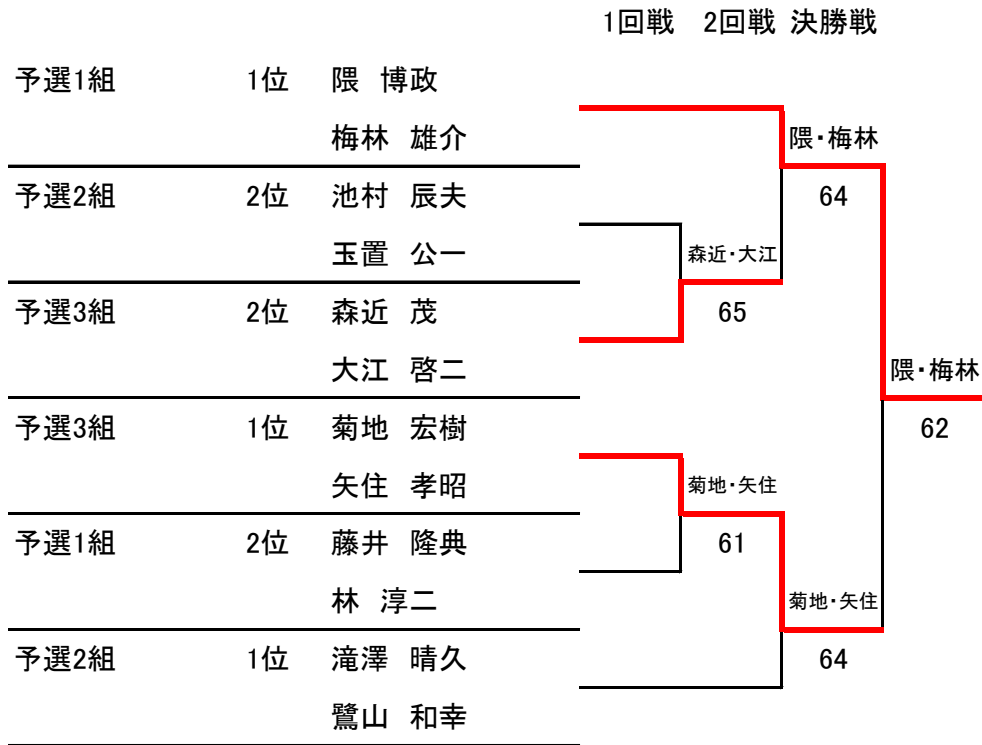 1回戦 2回戦 決勝戦
予選1組 1位 隈 博政
梅林 雄介 隈・梅林
予選2組 2位 池村 辰夫 64
玉置 公一 森近・大江
予選3組 2位 森近 茂 65
大江 啓二 隈・梅林
予選3組 1位 菊地 宏樹 62
矢住 孝昭 菊地・矢住
予選1組 2位 藤井 隆典 61
林 淳二 菊地・矢住
予選2組 1位 滝澤 晴久 64
鷺山 和幸